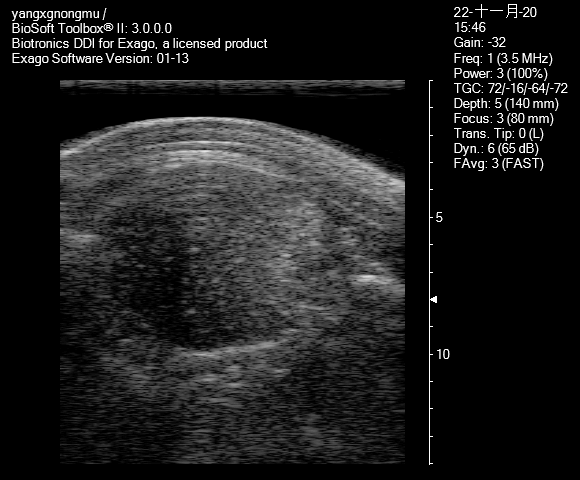 yangxgnongmu /
BioSoft Toolbox® II: 3.0.0.0
Biotronics DDI for Exago, a licensed product
Exago Software Version: 01-13
22-十一月-20
15:46
Gain: -32
Freq: 1 (3.5 MHz)
Power: 3 (100%)
TGC: 72/-16/-64/-72
Depth: 5 (140 mm)
Focus: 3 (80 mm)
Trans. Tip: 0 (L)
Dyn.: 6 (65 dB)
FAvg: 3 (FAST)
5
10